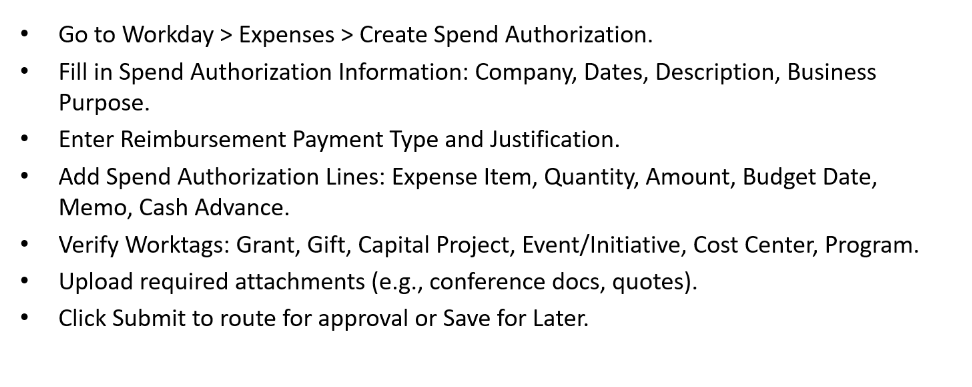 • Go to Workday > Expenses > Create Spend Authorization.
• Fill in Spend Authorization Information: Company, Dates, Description, Business
Purpose.
• Enter Reimbursement Payment Type and Justification.
• Add Spend Authorization Lines: Expense Item, Quantity, Amount, Budget Date,
Memo, Cash Advance.
• Verify Worktags: Grant, Gift, Capital Project, Event/Initiative, Cost Center, Program.
• Upload required attachments (e.g., conference docs, quotes).
• Click Submit to route for approval or Save for Later.